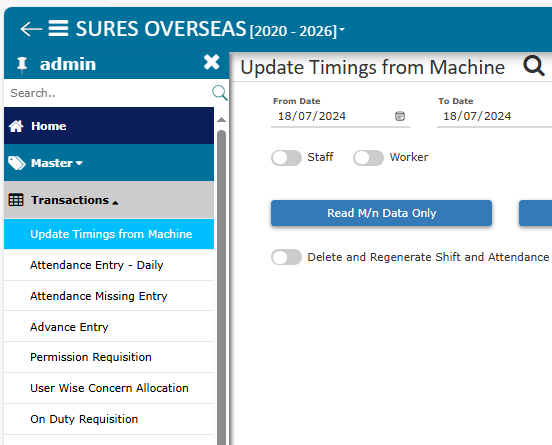 SURES OVERSEAS [2020 - 2026]
admin
Search..
Home
Master
Transactions
Update Timings from Machine
Attendance Entry - Daily
Attendance Missing Entry
Advance Entry
Permission Requisition
User Wise Concern Allocation
On Duty Requisition
Update Timings from Machine
From Date To Date
18/07/2024 18/07/2024
Staff Worker
Read M/n Data Only
Delete and Regenerate Shift and Attendance